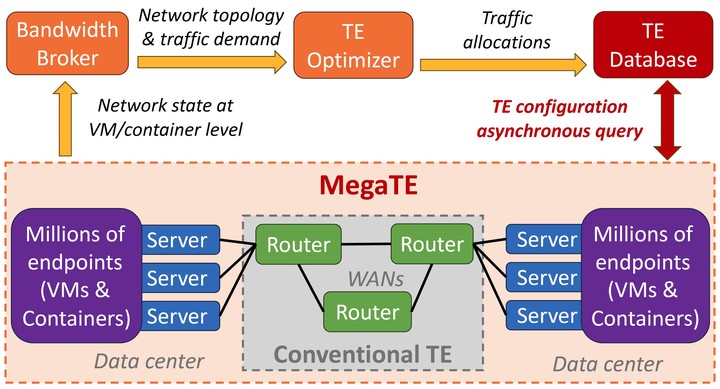 Bandwidth
Broker
Network topology
& traffic demand
TE
Optimizer
Traffic
allocations
TE
Database
Network state at
VM/container level
TE configuration
asynchronous query
MegaTE
Millions of
endpoints
(VMs &
Containers)
Server
Server
Server
Data center
Router
Router
WANs
Router
Conventional TE
Server
Server
Server
Millions of
endpoints
(VMs &
Containers)
Data center